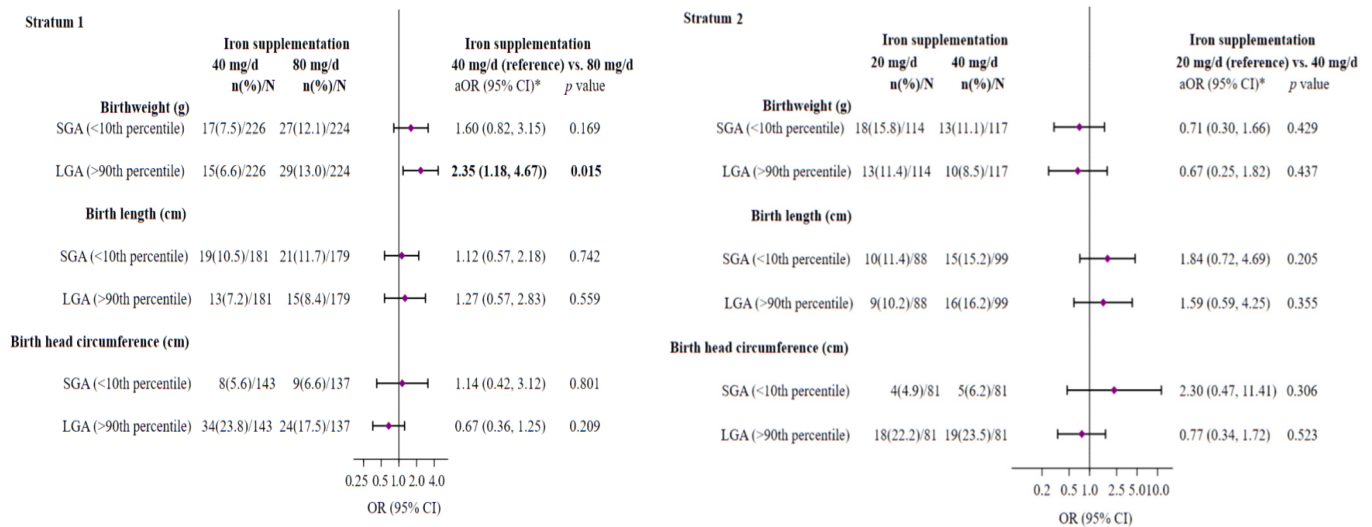 Stratum 1
Iron supplementation Iron supplementation
40 mg/d 80 mg/d 40 mg/d (reference) vs. 80 mg/d
n(%)/N n(%)/N aOR (95% CI)* p value
Birthweight (g)
SGA (<10th percentile) 17(7.5)/226 27(12.1)/224 1.60 (0.82, 3.15) 0.169
LGA (>90th percentile) 15(6.6)/226 29(13.0)/224 2.35 (1.18, 4.67)) 0.015
Birth length (cm)
SGA (<10th percentile) 19(10.5)/181 21(11.7)/179 1.12 (0.57, 2.18) 0.742
LGA (>90th percentile) 13(7.2)/181 15(8.4)/179 1.27 (0.57, 2.83) 0.559
Birth head circumference (cm)
SGA (<10th percentile) 8(5.6)/143 9(6.6)/137 1.14 (0.42, 3.12) 0.801
LGA (>90th percentile) 34(23.8)/143 24(17.5)/137 0.67 (0.36, 1.25) 0.209
0.25 0.5 1.0 2.0 4.0
OR (95% CI)
Stratum 2
Iron supplementation Iron supplementation
20 mg/d 40 mg/d 20 mg/d (reference) vs. 40 mg/d
n(%)/N n(%)/N aOR (95% CI)* p value
Birthweight (g)
SGA (<10th percentile) 18(15.8)/114 13(11.1)/117 0.71 (0.30, 1.66) 0.429
LGA (>90th percentile) 13(11.4)/114 10(8.5)/117 0.67 (0.25, 1.82) 0.437
Birth length (cm)
SGA (<10th percentile) 10(11.4)/88 15(15.2)/99 1.84 (0.72, 4.69) 0.205
LGA (>90th percentile) 9(10.2)/88 16(16.2)/99 1.59 (0.59, 4.25) 0.355
Birth head circumference (cm)
SGA (<10th percentile) 4(4.9)/81 5(6.2)/81 2.30 (0.47, 11.41) 0.306
LGA (>90th percentile) 18(22.2)/81 19(23.5)/81 0.77 (0.34, 1.72) 0.523
0.2 0.5 1.0 2.5 5.0 10.0
OR (95% CI)